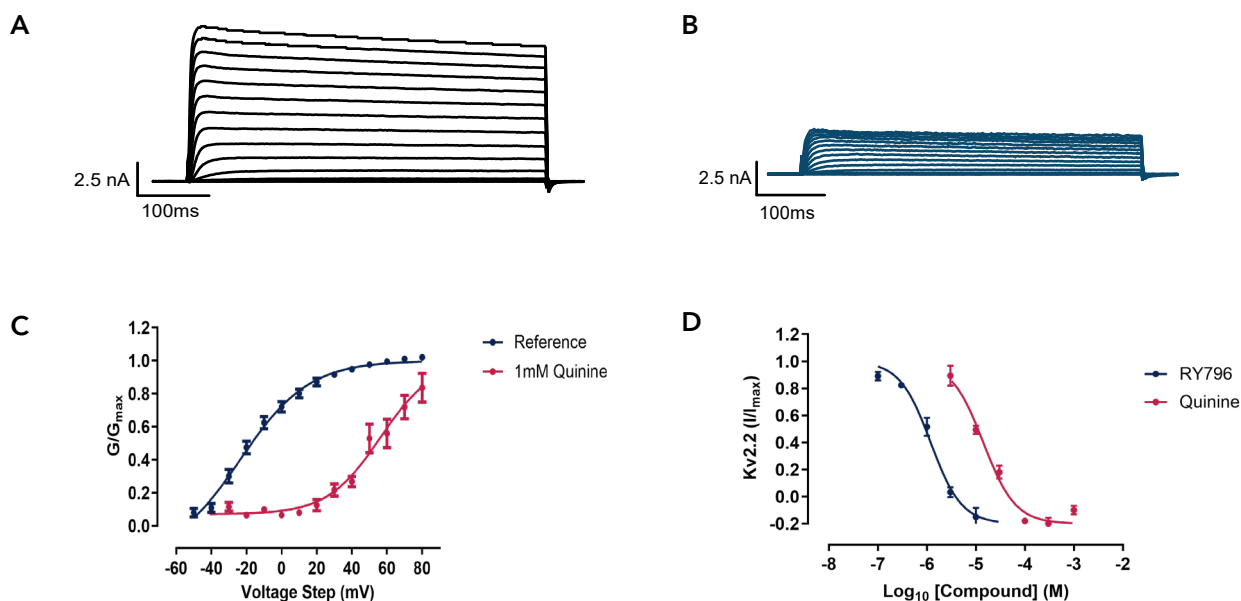 A
2.5 nA
100ms
B
2.5 nA
100ms
C
G/Gmax
1.2
1.0
0.8
0.6
0.4
0.2
0.0
-60 -40 -20 0 20 40 60 80
Voltage Step (mV)
Reference
1mM Quinine
D
Kv2.2 (I/Imax)
1.2
1.0
0.8
0.6
0.4
0.2
0.0
-0.2
-8 -7 -6 -5 -4 -3 -2
Log10 [Compound] (M)
RY796
Quinine